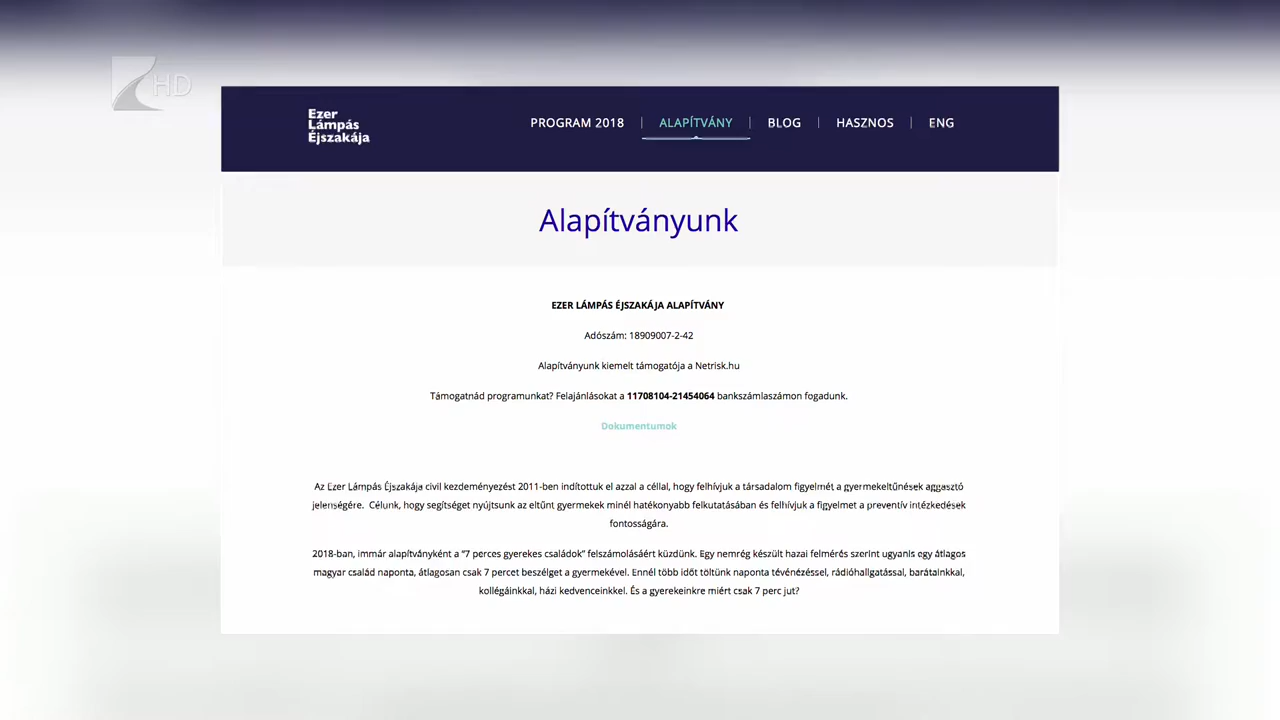 HD
Ezer
Lámpás
Éjszakája
PROGRAM 2018 | ALAPÍTVÁNY | BLOG | HASZNOS | ENG
Alapítványunk
EZER LÁMPÁS ÉJSZAKÁJA ALAPÍTVÁNY
Adószám: 18909007-2-42
Alapítványunk kiemelt támogatója a Netrisk.hu
Támogatnád programunkat? Felajánlásokat a 11708104-21454064 bankszámlaszámon fogadunk.
Dokumentumok
Az Ezer Lámpás Éjszakája civil kezdeményezést 2011-ben indítottuk el azzal a céllal, hogy felhívjuk a társadalom figyelmét a gyermekeltűnések aggasztó
jelenségére. Célunk, hogy segítséget nyújtsunk az eltűnt gyermekek minél hatékonyabb felkutatásában és felhívjuk a figyelmet a preventív intézkedések
fontosságára.
2018-ban, immár alapítványként a "7 perces gyerekes családok" felszámolásáért küzdünk. Egy nemrég készült hazai felmérés szerint ugyanis egy átlagos
magyar család naponta, átlagosan csak 7 percet beszélget a gyermekével. Ennél több időt töltünk naponta tévénézéssel, rádióhallgatással, barátainkkal,
kollégáinkkal, házi kedvenceinkkel. És a gyerekeinkre miért csak 7 perc jut?